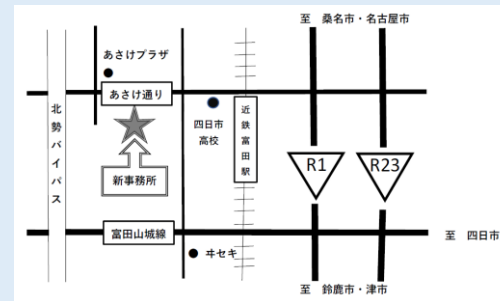 至 桑名市・名古屋市
あさけプラザ
あさけ通り
北勢バイパス
四日市
高校
近鉄富田駅
R1
R23
新事務所
富田山城線
至 四日市
ヰセキ
至 鈴鹿市・津市